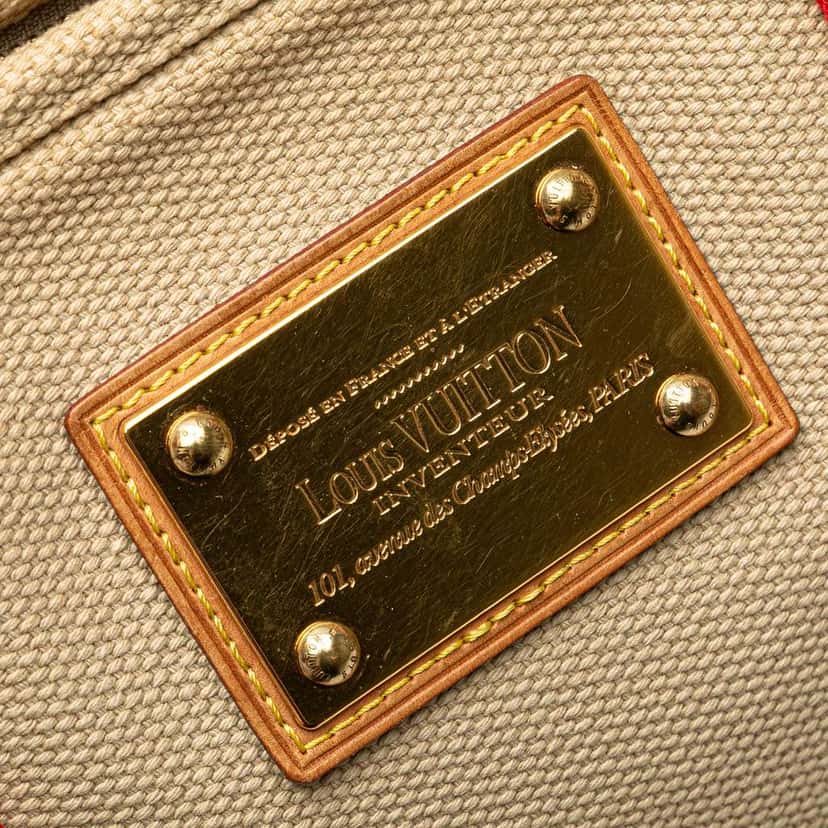 DÉPOSÉ EN FRANCE ET À L'ÉTRANGER
LOUIS VUITTON
INVENTEUR
101, avenue des Champs-Elysées, PARIS